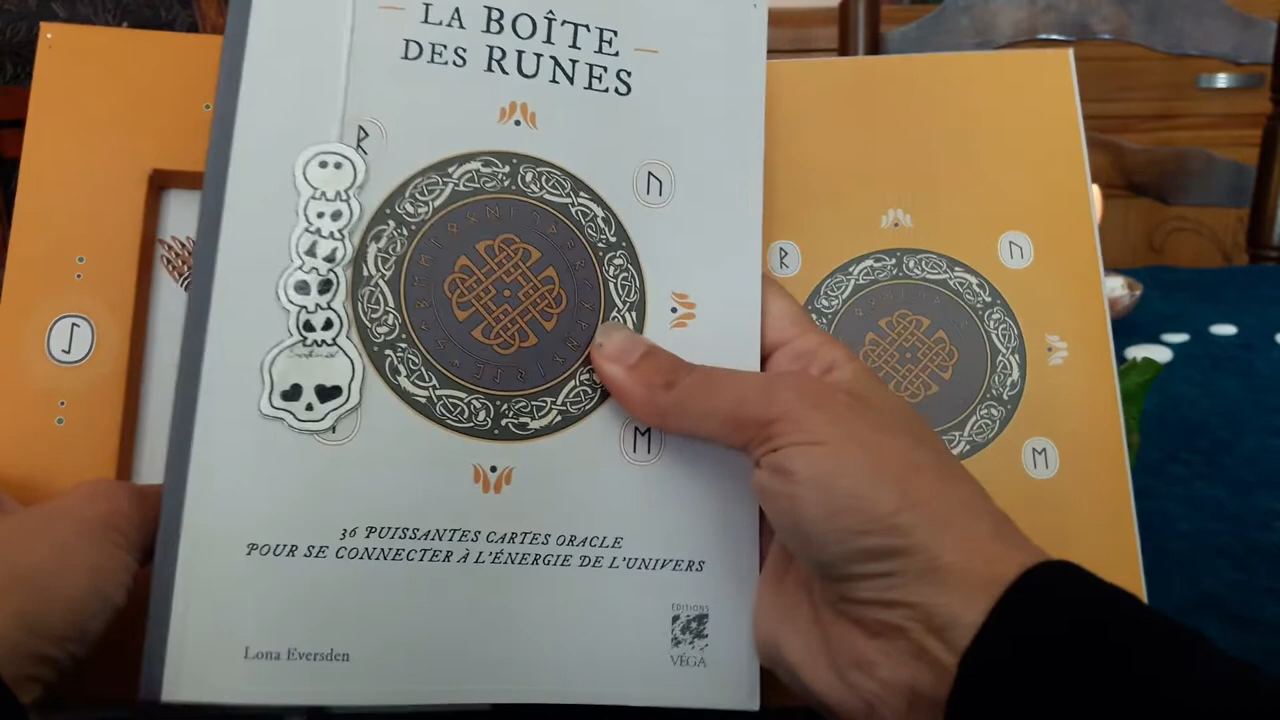 LA BOÎTE
DES RUNES
36 PUISSANTES CARTES ORACLE
POUR SE CONNECTER À L'ÉNERGIE DE L'UNIVERS
Lona Eversden
ÉDITIONS
VÉGA